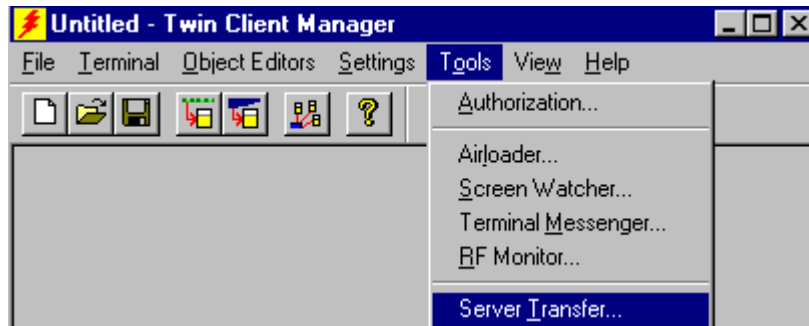 Untitled - Twin Client Manager
File Terminal Object Editors Settings Tools View Help
Authorization...
Airloader...
Screen Watcher...
Terminal Messenger...
RF Monitor...
Server Transfer...